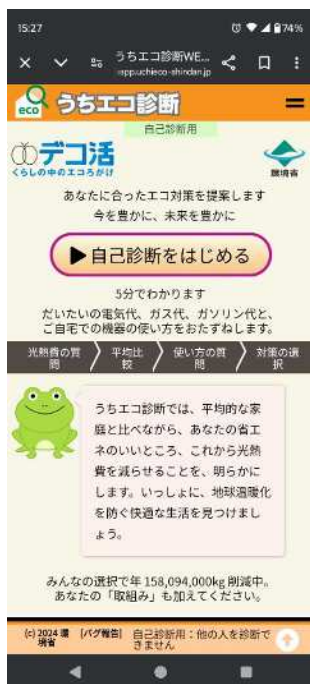 15:27
74%
うちエコ診断WE...
webapp.uchieco-shindan.jp
eco うちエコ診断
自己診断用
デコ活
くらしの中のエコろがけ
環境省
あなたに合ったエコ対策を提案します
今を豊かに、未来を豊かに
▶自己診断をはじめる
5分でわかります
だいたいの電気代、ガス代、ガソリン代と、
ご自宅での機器の使い方をおたずねします。
光熱費の質問
平均比較
使い方の質問
対策の選択
うちエコ診断では、平均的な家
庭と比べながら、あなたの省エ
ネのいいところ、これから光熱
費を減らせることを、明らかに
します。いっしょに、地球温暖化
を防ぐ快適な生活を見つけまし
ょう。
みんなの選択で年 158,094,000kg 削減中。
あなたの「取組み」も加えてください。
(c) 2024 環境省
[バグ報告]
自己診断用：他の人を診断で
きません